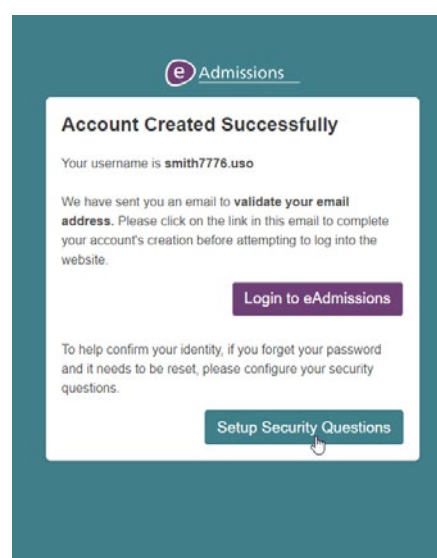 e Admissions
Account Created Successfully
Your username is smith7776.uso
We have sent you an email to validate your email
address. Please click on the link in this email to complete
your account's creation before attempting to log into the
website.
Login to eAdmissions
To help confirm your identity, if you forget your password
and it needs to be reset, please configure your security
questions.
Setup Security Questions